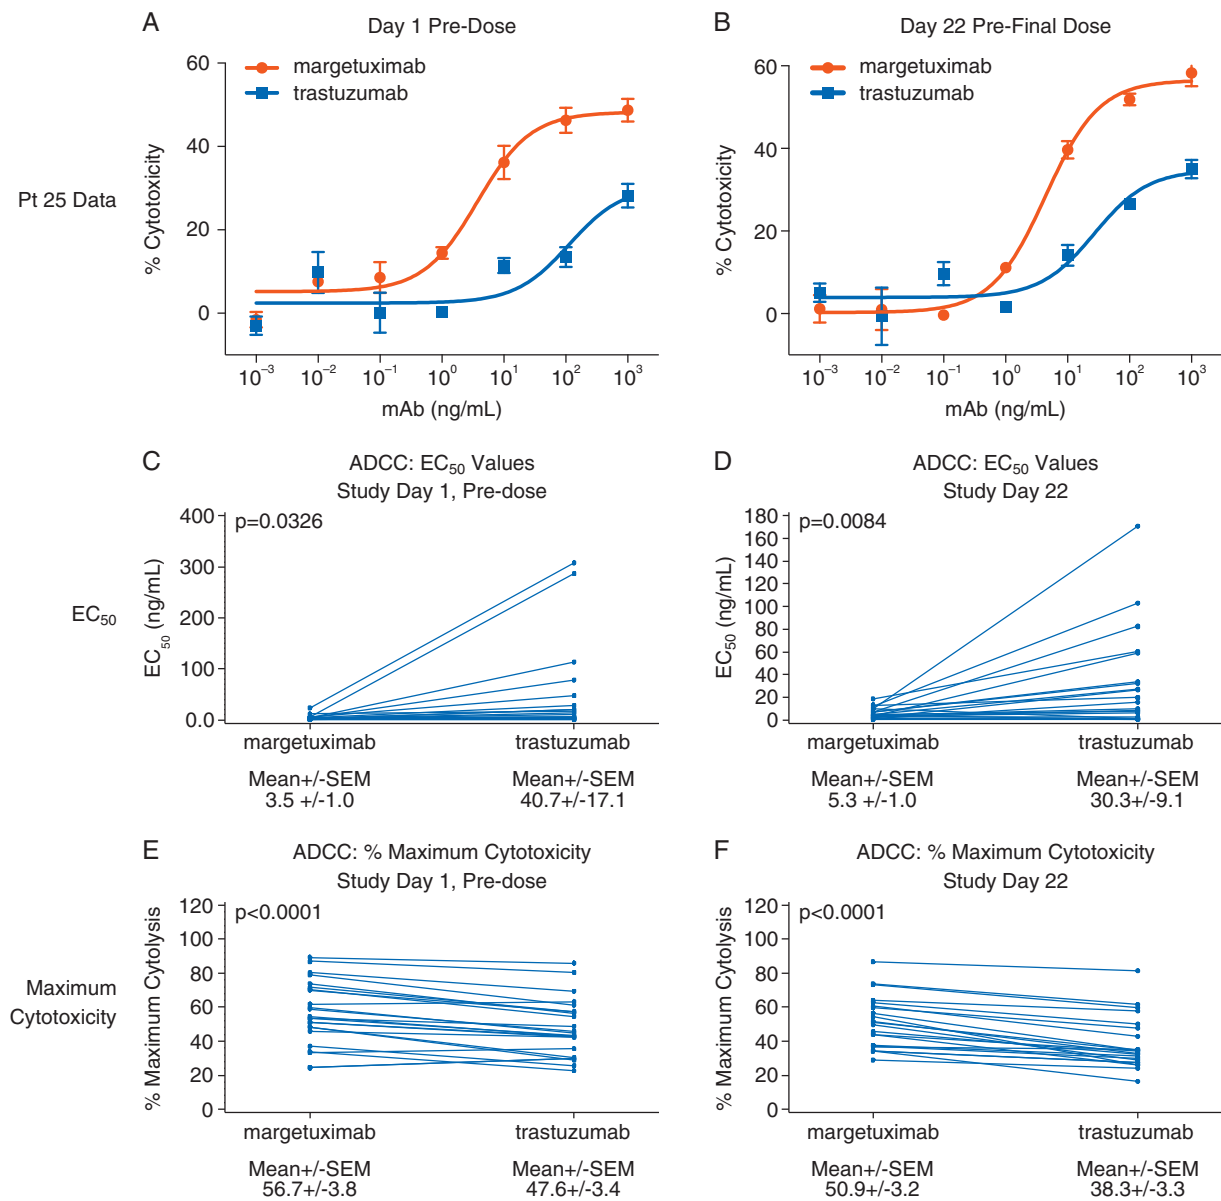 A
Day 1 Pre-Dose
60
40
20
0
% Cytotoxicity
margetuximab
trastuzumab
10⁻³ 10⁻² 10⁻¹ 10⁰ 10¹ 10² 10³
mAb (ng/mL)
Pt 25 Data
B
Day 22 Pre-Final Dose
60
40
20
0
% Cytotoxicity
margetuximab
trastuzumab
10⁻³ 10⁻² 10⁻¹ 10⁰ 10¹ 10² 10³
mAb (ng/mL)
C
ADCC: EC₅₀ Values
Study Day 1, Pre-dose
p=0.0326
400
300
200
100
0.0
EC₅₀ (ng/mL)
EC₅₀
margetuximab trastuzumab
Mean+/-SEM Mean+/-SEM
3.5 +/-1.0 40.7+/-17.1
D
ADCC: EC₅₀ Values
Study Day 22
p=0.0084
180
160
140
120
100
80
60
40
20
0
EC₅₀ (ng/mL)
margetuximab trastuzumab
Mean+/-SEM Mean+/-SEM
5.3 +/-1.0 30.3+/-9.1
E
ADCC: % Maximum Cytotoxicity
Study Day 1, Pre-dose
p<0.0001
120
100
80
60
40
20
0
% Maximum Cytolysis
Maximum
Cytotoxicity
margetuximab trastuzumab
Mean+/-SEM Mean+/-SEM
56.7+/-3.8 47.6+/-3.4
F
ADCC: % Maximum Cytotoxicity
Study Day 22
p<0.0001
120
100
80
60
40
20
0
% Maximum Cytolysis
margetuximab trastuzumab
Mean+/-SEM Mean+/-SEM
50.9+/-3.2 38.3+/-3.3